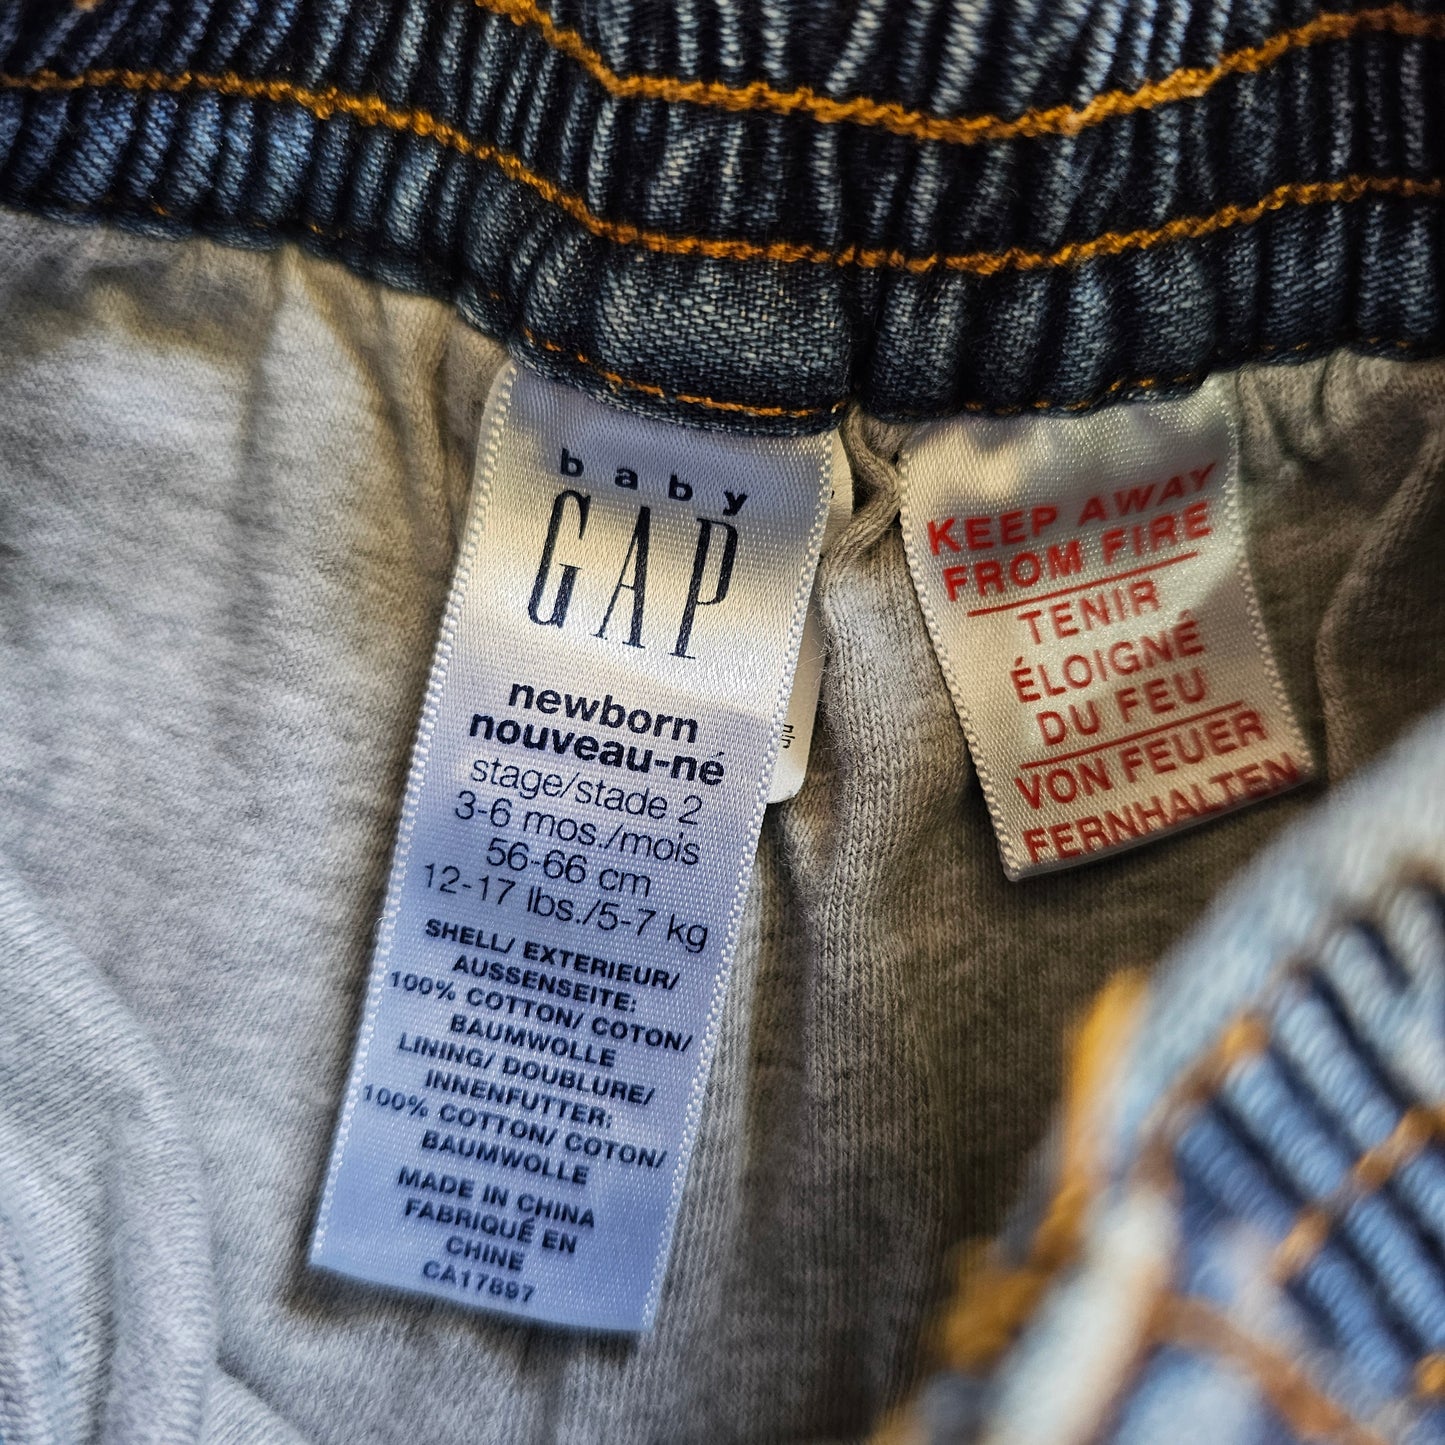 baby
GAP
newborn
nouveau-né
stage/stade 2
3-6 mos./mois
56-66 cm
12-17 lbs./5-7 kg
SHELL/ EXTERIEUR/
AUSSENSEITE:
100% COTTON/ COTON/
BAUMWOLLE
LINING/ DOUBLURE/
INNENFUTTER:
100% COTTON/ COTON/
BAUMWOLLE
MADE IN CHINA
FABRIQUÉ EN
CHINE
CA17897
KEEP AWAY
FROM FIRE
TENIR
ÉLOIGNÉ
DU FEU
VON FEUER
FERNHALTEN